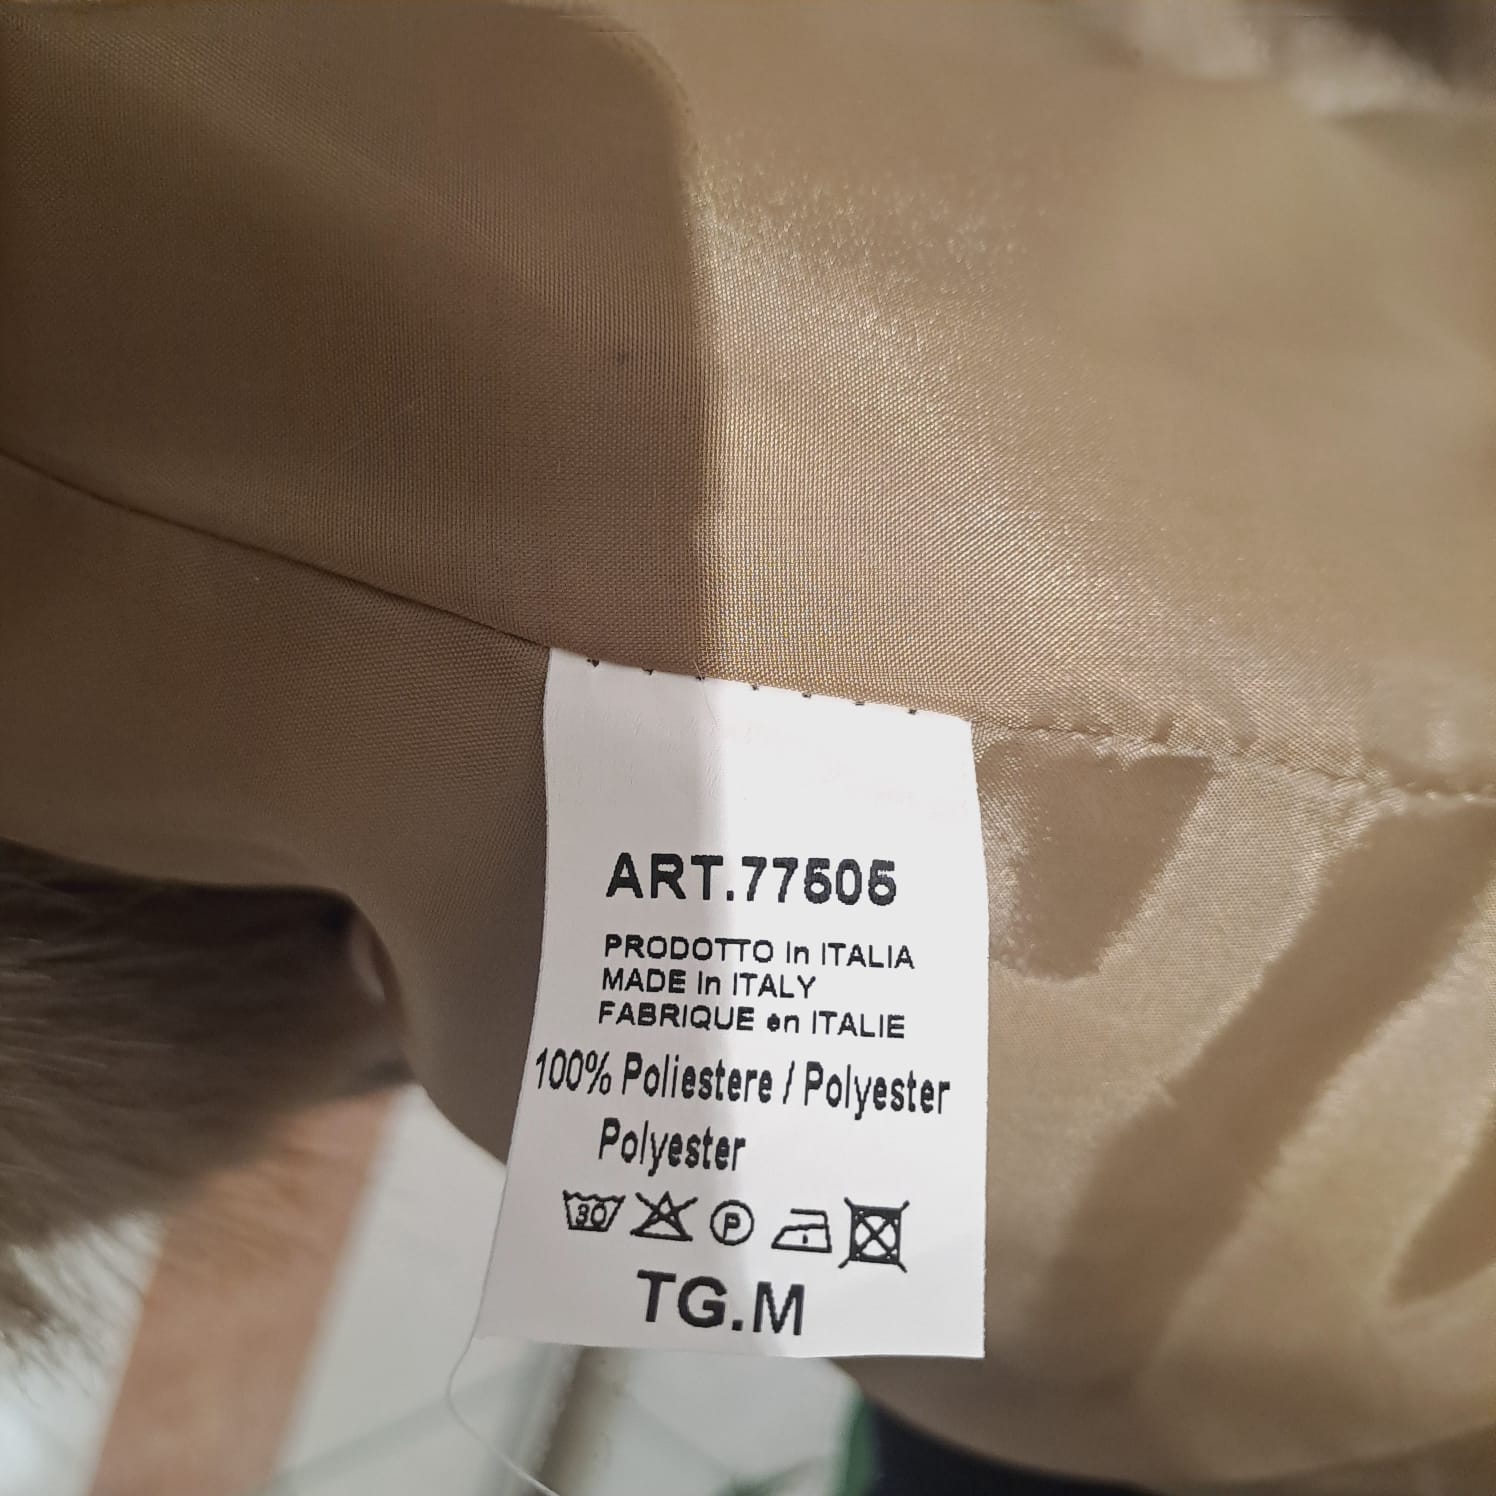 ART.77505
PRODOTTO in ITALIA
MADE in ITALY
FABRIQUE en ITALIE
100% Poliestere / Polyester
Polyester
30 P
TG.M